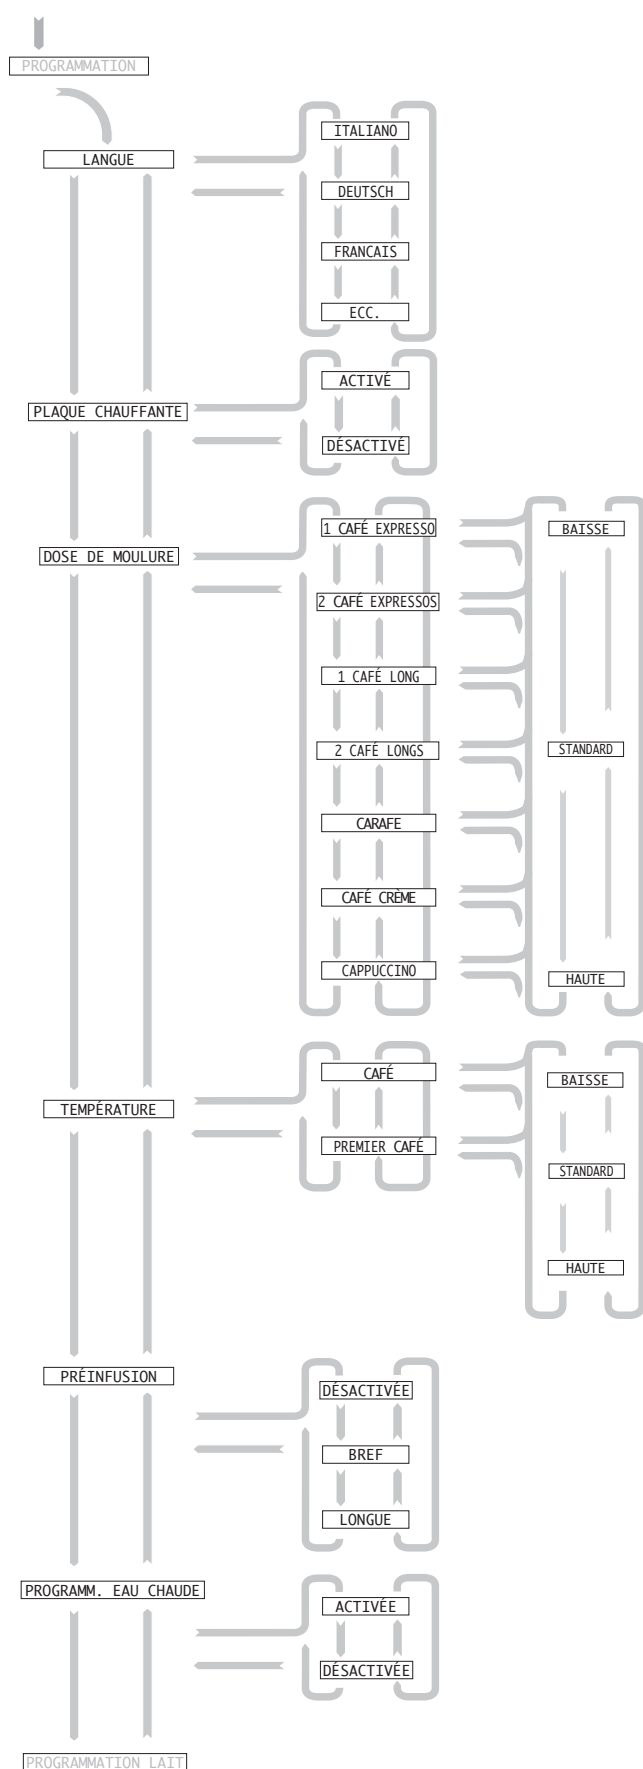 PROGRAMMATION
LANGUE
ITALIANO
DEUTSCH
FRANCAIS
ECC.
PLAQUE CHAUFFANTE
ACTIVÉ
DÉSACTIVÉ
DOSE DE MOULURE
1 CAFÉ EXPRESSO
2 CAFÉ EXPRESSOS
1 CAFÉ LONG
2 CAFÉ LONGS
CARAFE
CAFÉ CRÈME
CAPPUCCINO
BAISSE
STANDARD
HAUTE
TEMPÉRATURE
CAFÉ
PREMIER CAFÉ
BAISSE
STANDARD
HAUTE
PRÉINFUSION
DÉSACTIVÉE
BREF
LONGUE
PROGRAMM. EAU CHAUDE
ACTIVÉE
DÉSACTIVÉE
PROGRAMMATION LAIT